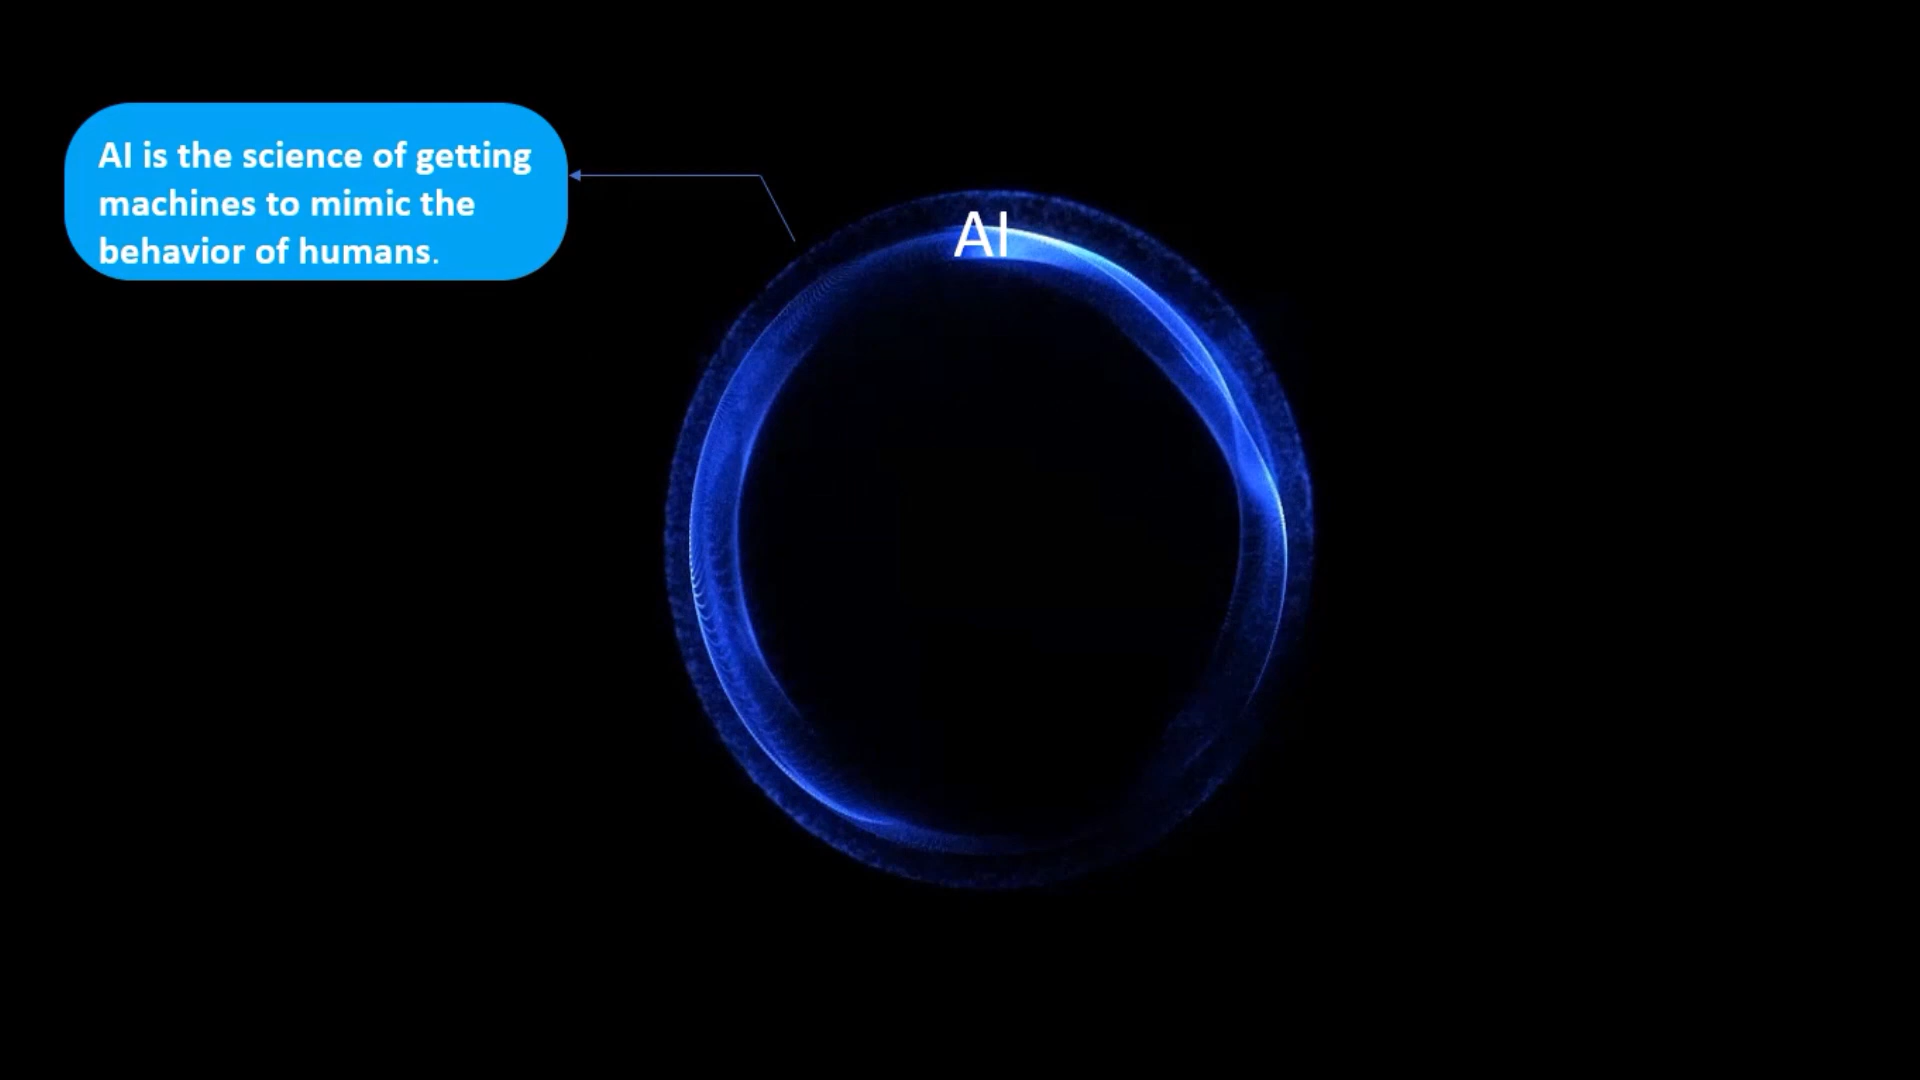 AI is the science of getting
machines to mimic the
behavior of humans.
AI